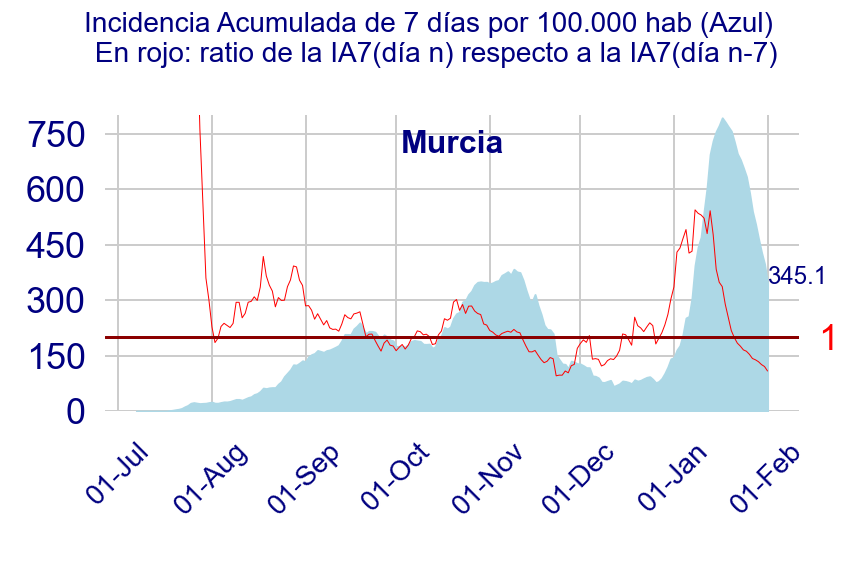 Incidencia Acumulada de 7 días por 100.000 hab (Azul)
En rojo: ratio de la IA7(día n) respecto a la IA7(día n-7)
Murcia
750
600
450
300
150
0
345.1
1
01-Jul
01-Aug
01-Sep
01-Oct
01-Nov
01-Dec
01-Jan
01-Feb